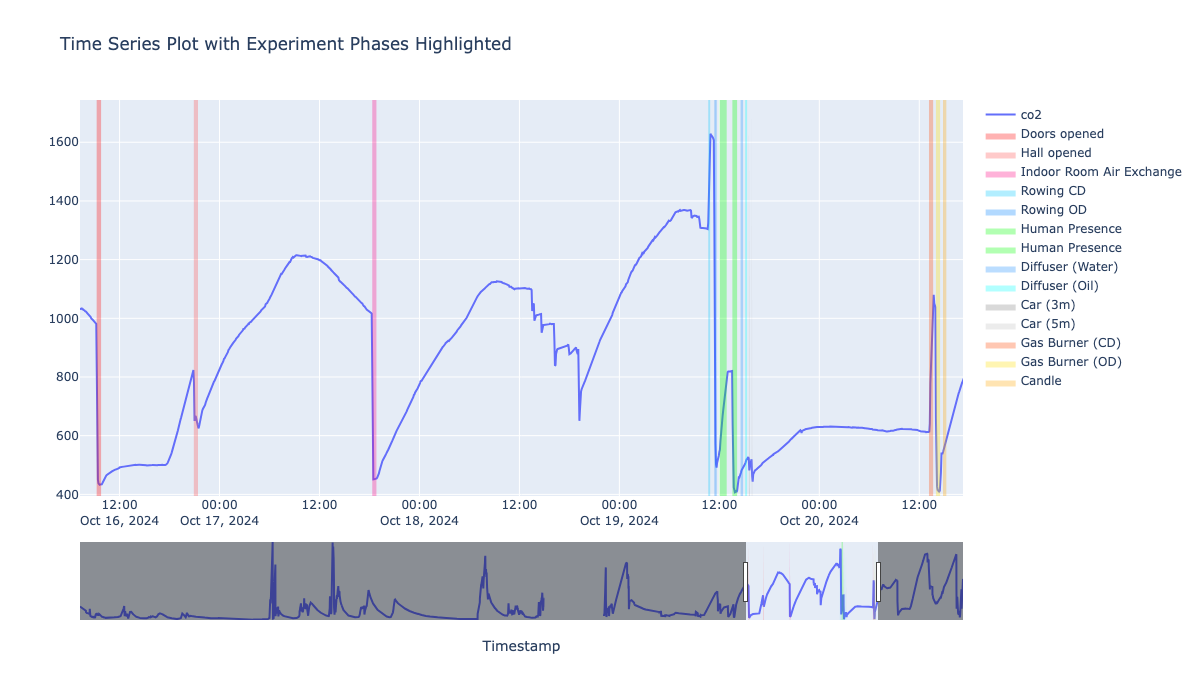 Time Series Plot with Experiment Phases Highlighted
1600
1400
1200
1000
800
600
400
12:00 00:00 12:00 00:00 12:00 00:00 12:00 00:00 12:00
Oct 16, 2024 Oct 17, 2024 Oct 18, 2024 Oct 19, 2024 Oct 20, 2024
Timestamp
co2
Doors opened
Hall opened
Indoor Room Air Exchange
Rowing CD
Rowing OD
Human Presence
Human Presence
Diffuser (Water)
Diffuser (Oil)
Car (3m)
Car (5m)
Gas Burner (CD)
Gas Burner (OD)
Candle